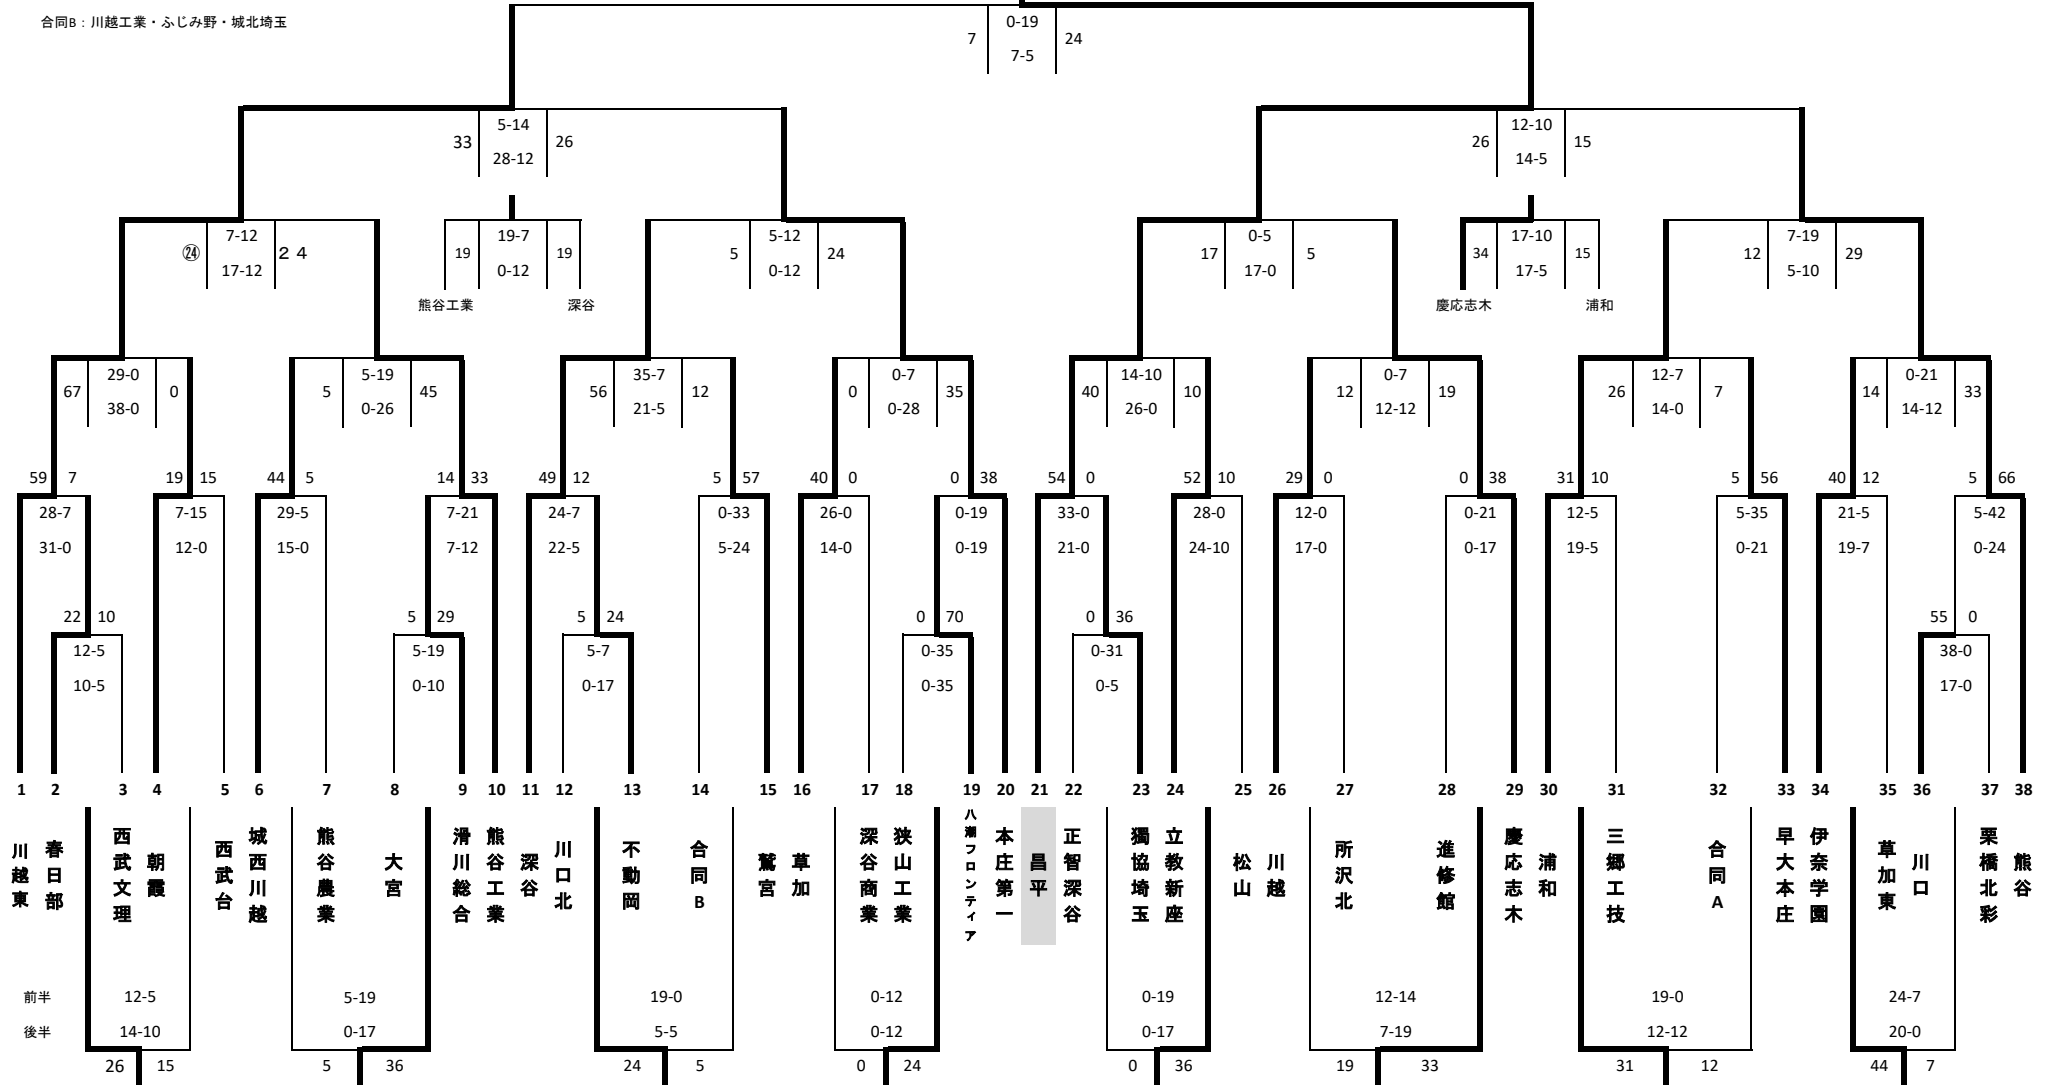 合同B：川越工業・ふじみ野・城北埼玉
0-19
7 24
7-5
5-14 12-10
33 26 26 15
28-12 14-5
7-12 19-7 5-12 0-5 17-10 7-19
㉔ ２４ 19 19 5 24 17 5 34 15 12 29
17-12 0-12 0-12 17-0 17-5 5-10
熊谷工業 深谷 慶応志木 浦和
29-0 5-19 35-7 0-7 14-10 0-7 12-7 0-21
67 0 5 45 56 12 0 35 40 10 12 19 26 7 14 33
38-0 0-26 21-5 0-28 26-0 12-12 14-0 14-12
59 7 19 15 44 5 14 33 49 12 5 57 40 0 0 38 54 0 52 10 29 0 0 38 31 10 5 56 40 12 5 66
28-7 7-15 29-5 7-21 24-7 0-33 26-0 0-19 33-0 28-0 12-0 0-21 12-5 5-35 21-5 5-42
31-0 12-0 15-0 7-12 22-5 5-24 14-0 0-19 21-0 24-10 17-0 0-17 19-5 0-21 19-7 0-24
22 10 5 29 5 24 0 70 0 36 55 0
12-5 5-19 5-7 0-35 0-31 38-0
10-5 0-10 0-17 0-35 0-5 17-0
1 2 3 4 5 6 7 8 9 10 11 12 13 14 15 16 17 18 19 20 21 22 23 24 25 26 27 28 29 30 31 32 33 34 35 36 37 38
川越東
春日部
西武文理
朝霞
西武台
城西川越
熊谷農業
大宮
滑川総合
熊谷工業
深谷
川口北
不動岡
合同B
鷲宮
草加
深谷商業
狭山工業
八潮フロンティア
本庄第一
昌平
正智深谷
獨協埼玉
立教新座
松山
川越
所沢北
進修館
慶応志木
浦和
三郷工技
合同A
早大本庄
伊奈学園
草加東
川口
栗橋北彩
熊谷
前半 12-5 5-19 19-0 0-12 0-19 12-14 19-0 24-7
後半 14-10 0-17 5-5 0-12 0-17 7-19 12-12 20-0
26 15 5 36 24 5 0 24 0 36 19 33 31 12 44 7